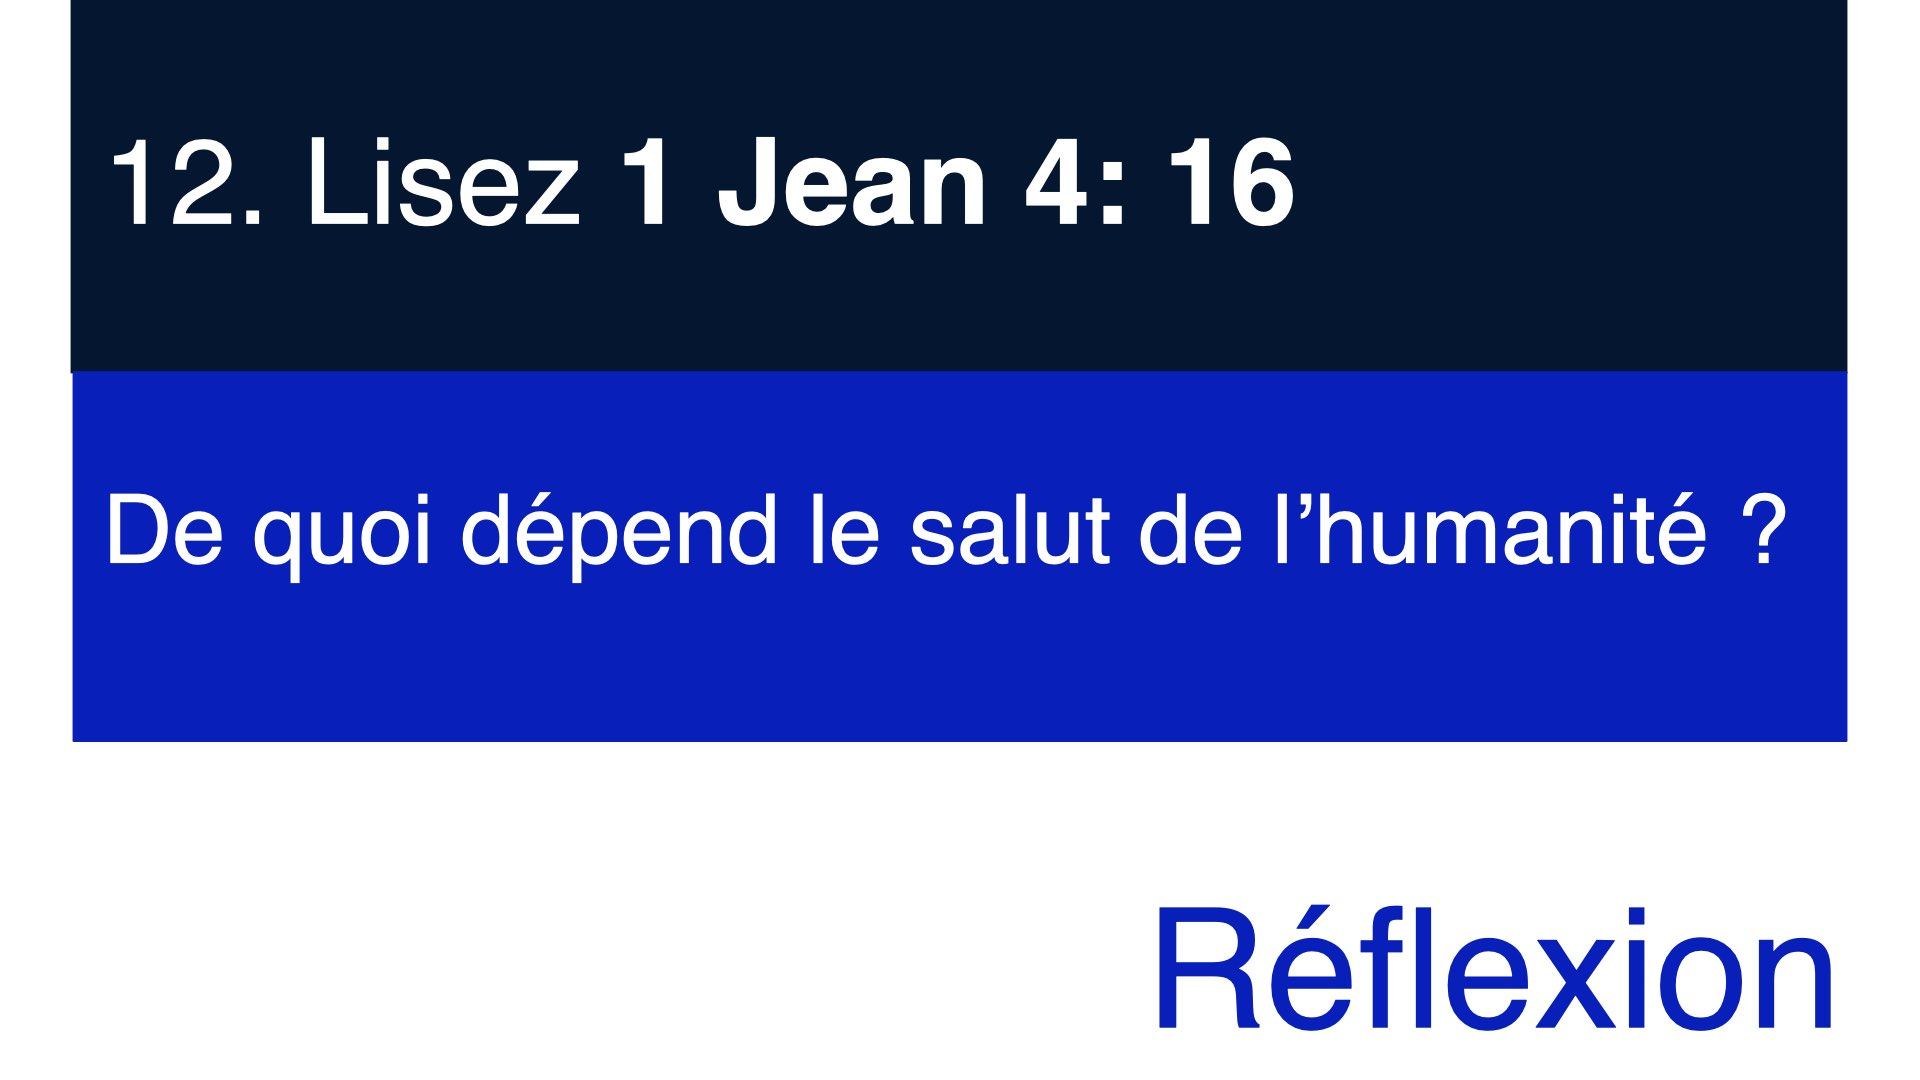 12. Lisez 1 Jean 4: 16
De quoi dépend le salut de l’humanité ?
Réflexion